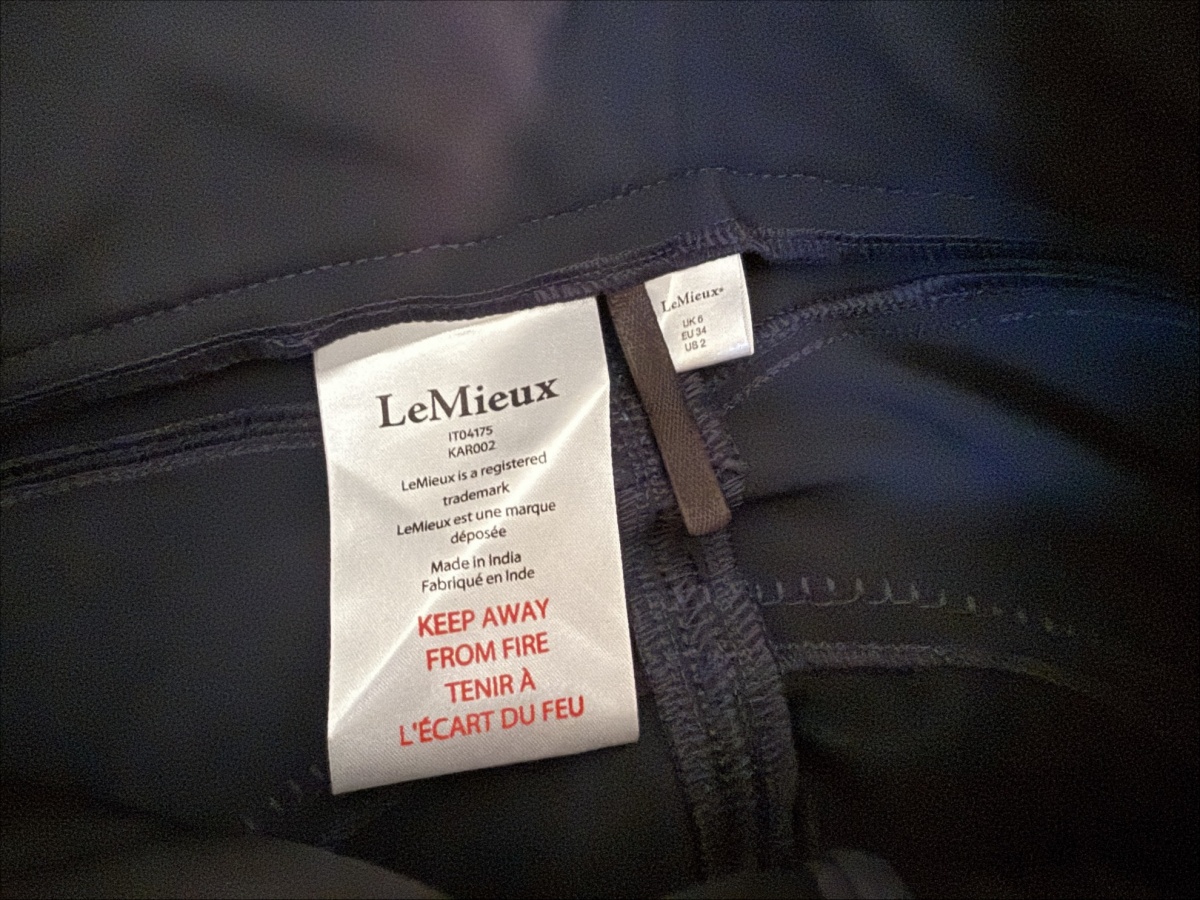 LeMieux
IT04175
KAR002
LeMieux is a registered
trademark
LeMieux est une marque
déposée
Made in India
Fabriqué en Inde
KEEP AWAY
FROM FIRE
TENIR À
L'ÉCART DU FEU
LeMieux®
UK 6
EU 34
US 2